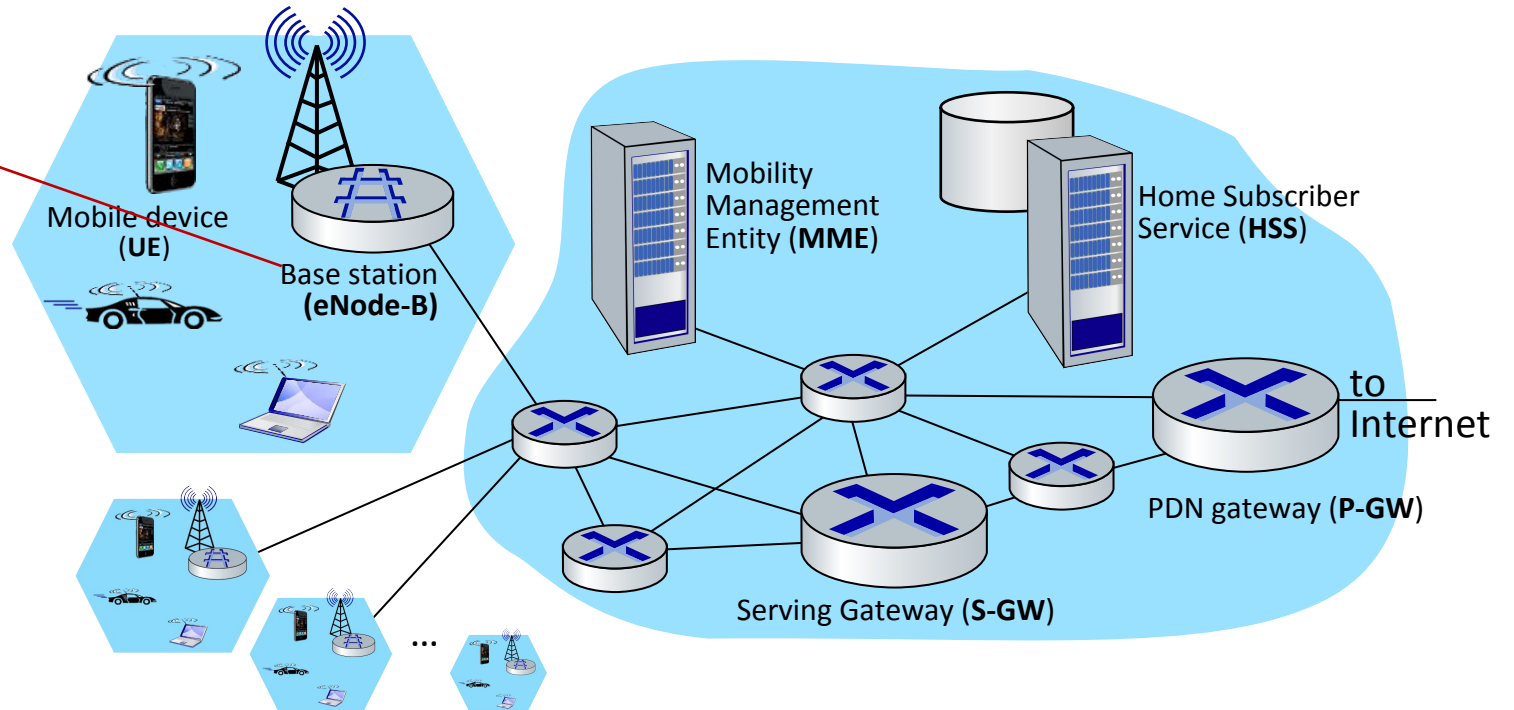 Mobile device
(UE)
Base station
(eNode-B)
Mobility
Management
Entity (MME)
Home Subscriber
Service (HSS)
to
Internet
PDN gateway (P-GW)
Serving Gateway (S-GW)
...